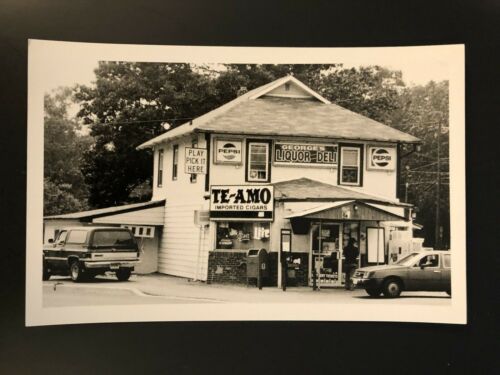 PLAY
PICK IT
HERE
PEPSI
GEORGE'S
LIQUOR-DELI
PEPSI
TE-AMO
IMPORTED CIGARS